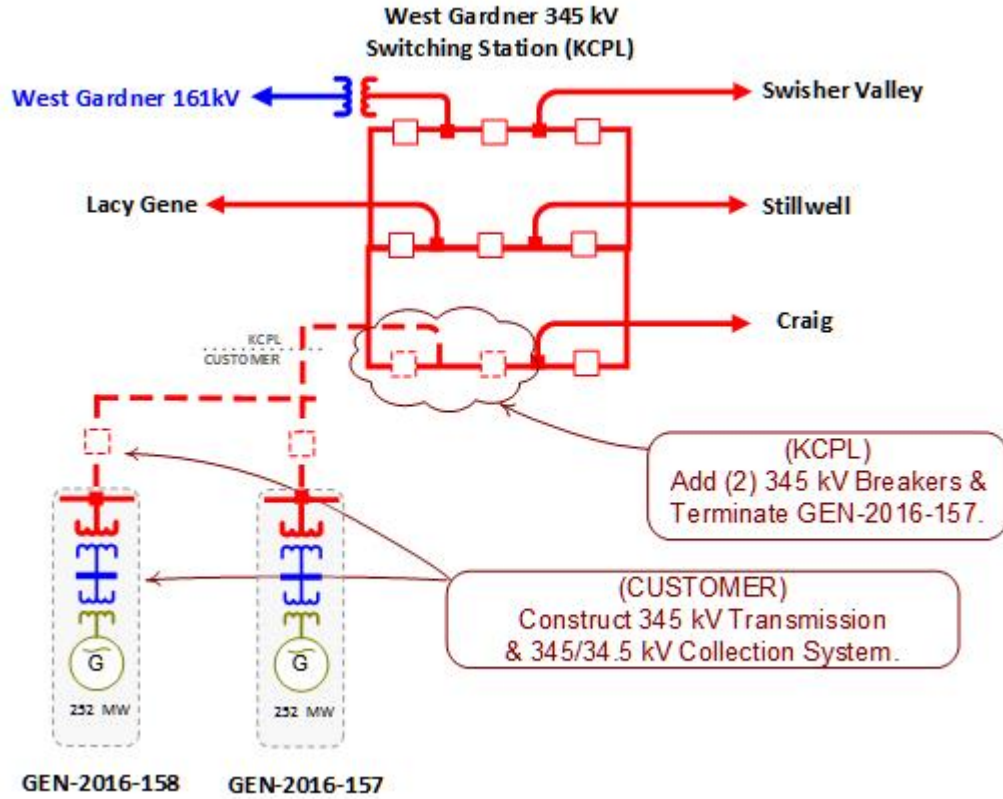 West Gardner 345 kV
Switching Station (KCPL)
West Gardner 161kV
Swisher Valley
Lacy Gene
Stillwell
Craig
KCPL
CUSTOMER
(KCPL)
Add (2) 345 kV Breakers &
Terminate GEN-2016-157.
(CUSTOMER)
Construct 345 kV Transmission
& 345/34.5 kV Collection System.
G
G
252 MW
252 MW
GEN-2016-158
GEN-2016-157